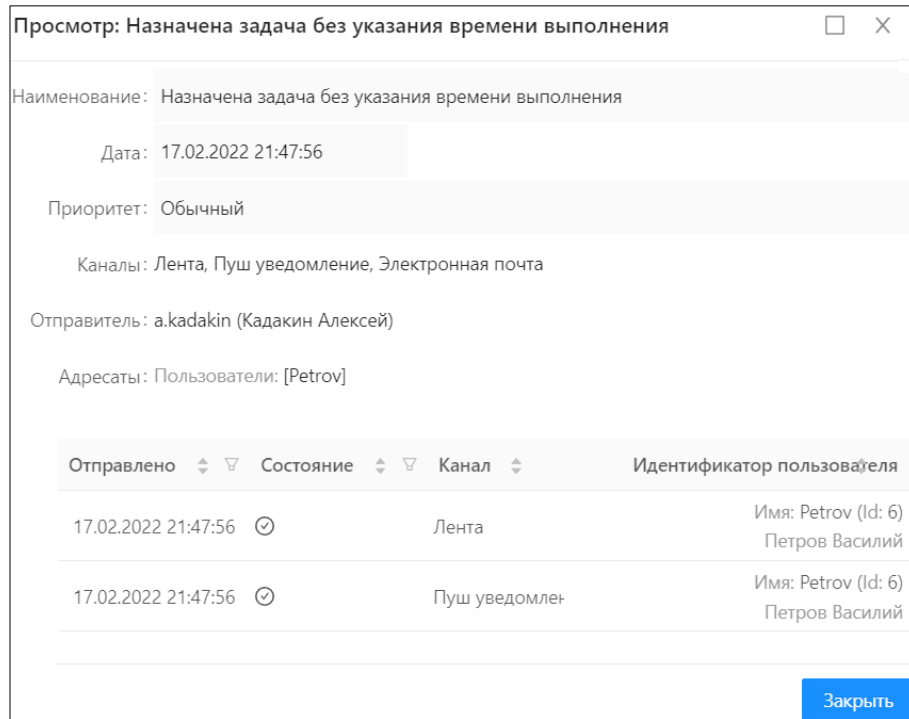 Просмотр: Назначена задача без указания времени выполнения
Наименование: Назначена задача без указания времени выполнения
Дата: 17.02.2022 21:47:56
Приоритет: Обычный
Каналы: Лента, Пуш уведомление, Электронная почта
Отправитель: a.kadakin (Кадакин Алексей)
Адресаты: Пользователи: [Petrov]
Отправлено Состояние Канал Идентификатор пользователя
17.02.2022 21:47:56 Лента Имя: Petrov (Id: 6)
Петров Василий
17.02.2022 21:47:56 Пуш уведомлен Имя: Petrov (Id: 6)
Петров Василий
Закрыть